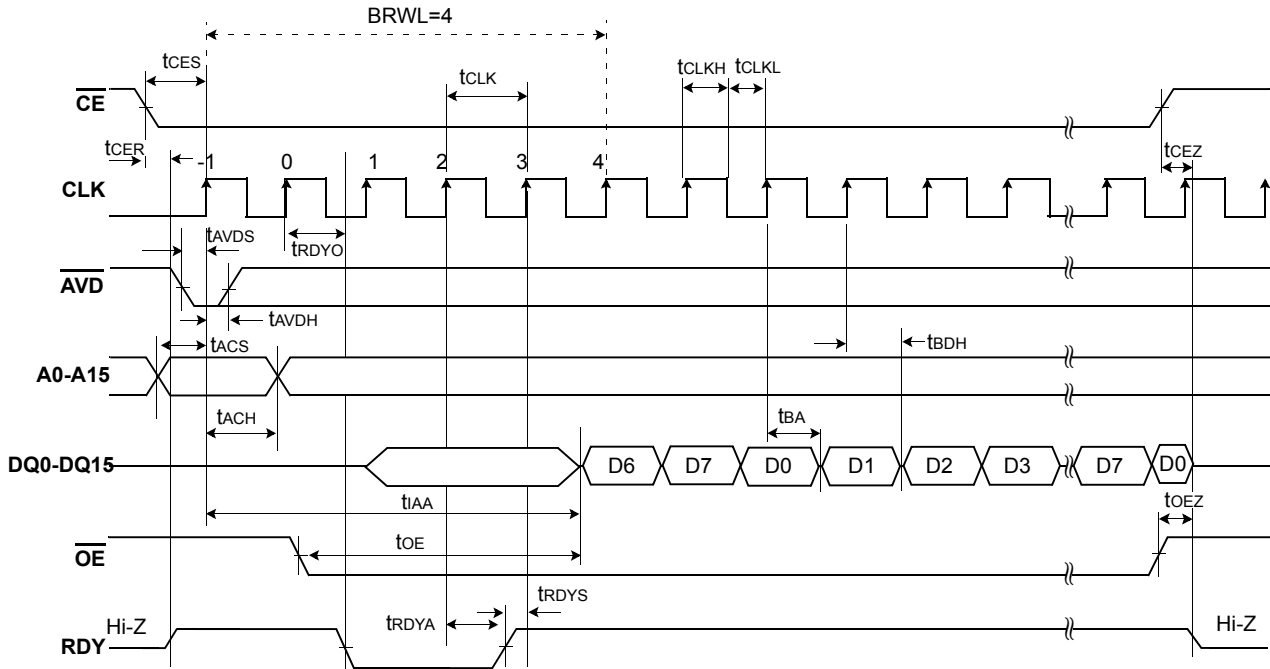 BRWL=4
tCES
tCLK
tCLKH
tCLKL
CE
tCER
-1
0
1
2
3
4
tCEZ
CLK
tAVDS
tRDYO
AVD
tAVDH
tACS
tBDH
A0-A15
tACH
tBA
DQ0-DQ15
D6
D7
D0
D1
D2
D3
D7
D0
tIAA
tOEZ
tOE
OE
tRDYS
tRDYA
Hi-Z
Hi-Z
RDY